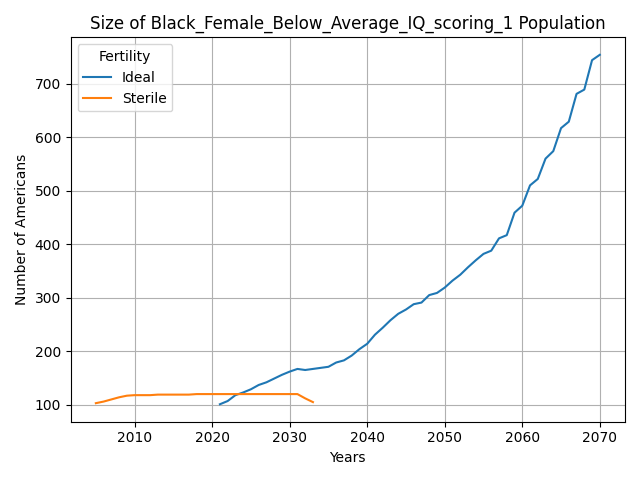 Size of Black_Female_Below_Average_IQ_scoring_1 Population
Fertility
Ideal
Sterile
Number of Americans
700
600
500
400
300
200
100
2010 2020 2030 2040 2050 2060 2070
Years